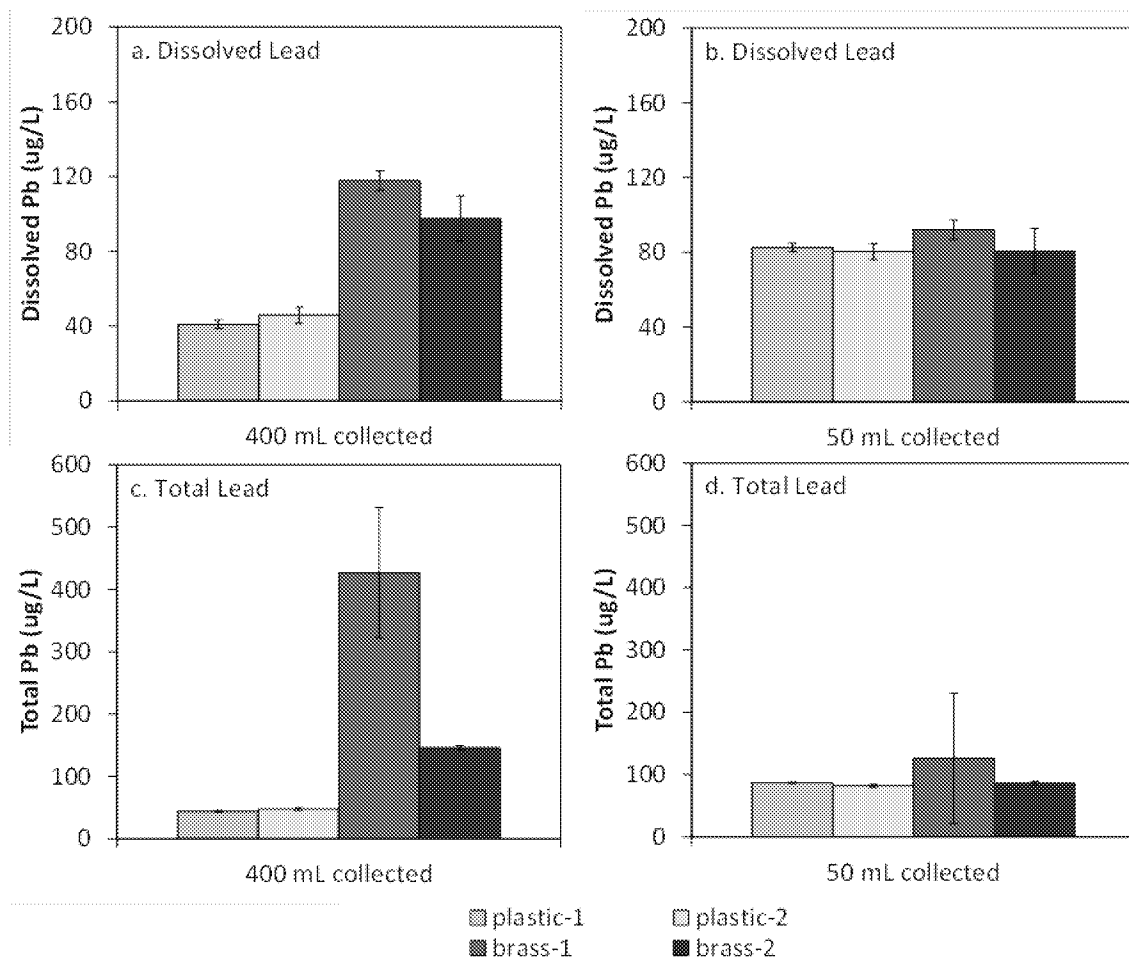 a. Dissolved Lead
Dissolved Pb (ug/L)
200
160
120
80
40
0
400 mL collected
b. Dissolved Lead
Dissolved Pb (ug/L)
200
160
120
80
40
0
50 mL collected
c. Total Lead
Total Pb (ug/L)
600
500
400
300
200
100
0
400 mL collected
d. Total Lead
Total Pb (ug/L)
600
500
400
300
200
100
0
50 mL collected
plastic-1 plastic-2
brass-1 brass-2